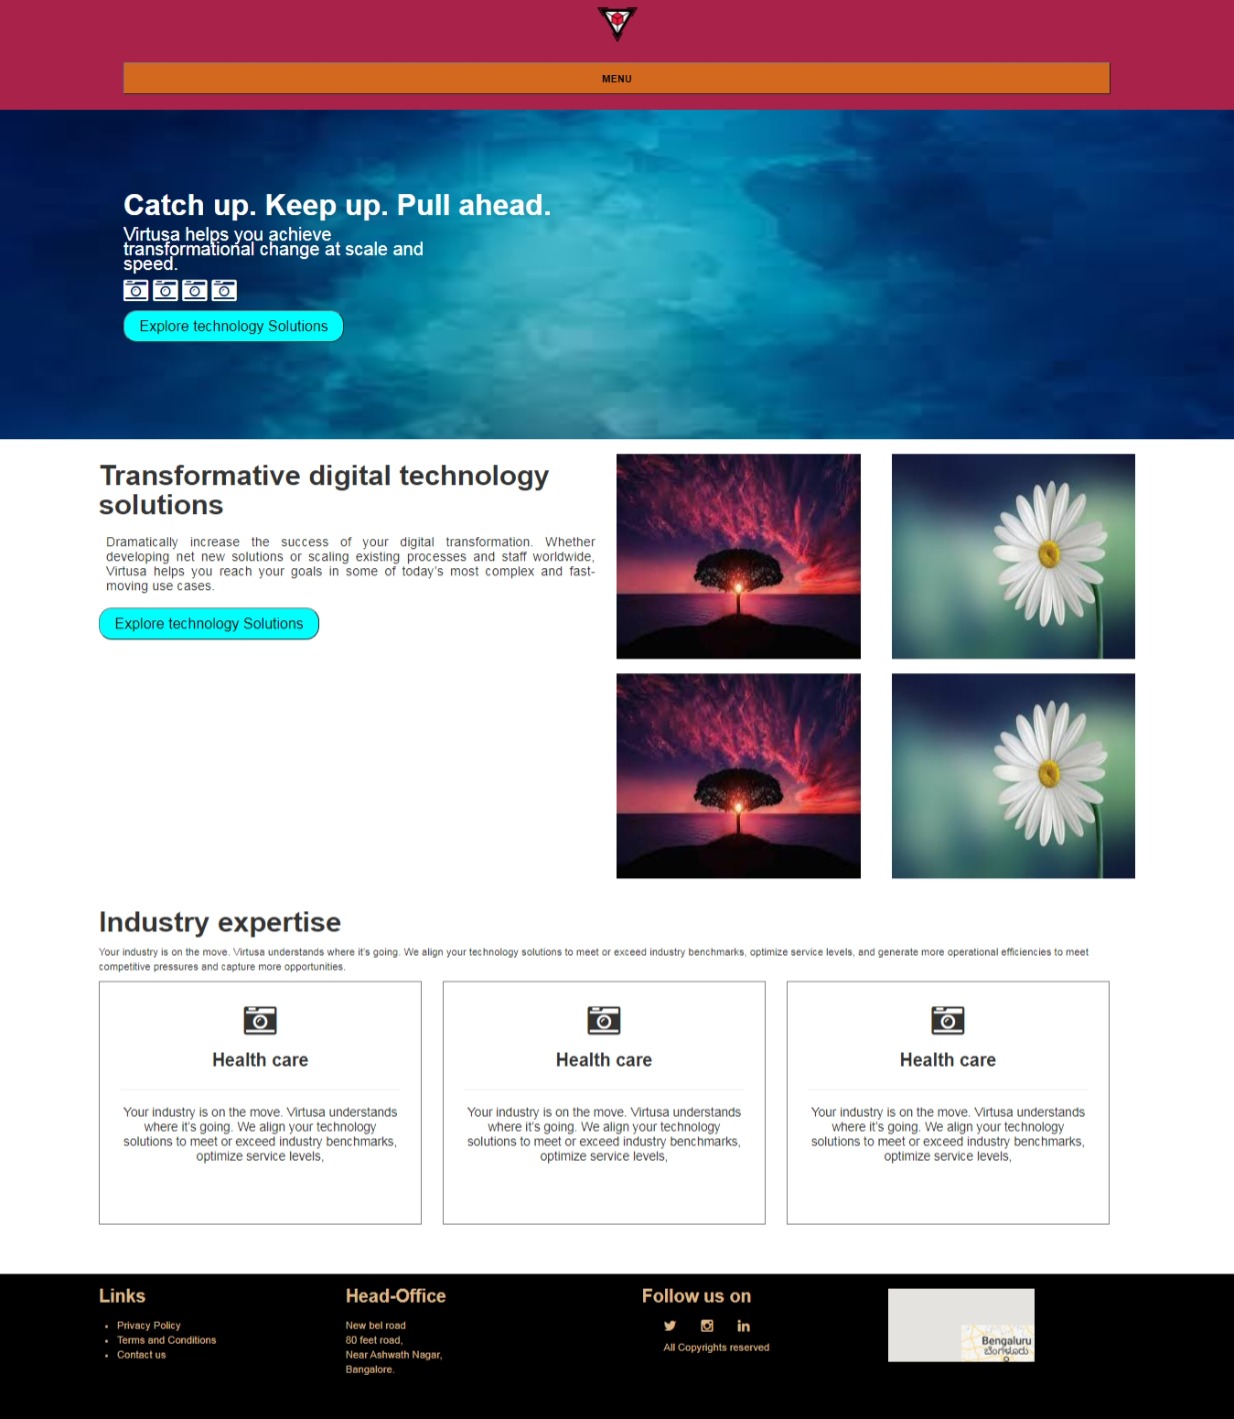 MENU
Catch up. Keep up. Pull ahead.
Virtusa helps you achieve
transformational change at scale and
speed.
Explore technology Solutions
Transformative digital technology
solutions
Dramatically increase the success of your digital transformation. Whether
developing net new solutions or scaling existing processes and staff worldwide,
Virtusa helps you reach your goals in some of today's most complex and fast-
moving use cases.
Explore technology Solutions
Industry expertise
Your industry is on the move. Virtusa understands where it's going. We align your technology solutions to meet or exceed industry benchmarks, optimize service levels, and generate more operational efficiencies to meet
competitive pressures and capture more opportunities.
Health care
Your industry is on the move. Virtusa understands
where it's going. We align your technology
solutions to meet or exceed industry benchmarks,
optimize service levels,
Health care
Your industry is on the move. Virtusa understands
where it's going. We align your technology
solutions to meet or exceed industry benchmarks,
optimize service levels,
Health care
Your industry is on the move. Virtusa understands
where it's going. We align your technology
solutions to meet or exceed industry benchmarks,
optimize service levels,
Links
Privacy Policy
Terms and Conditions
Contact us
Head-Office
New bel road
80 feet road,
Near Ashwath Nagar,
Bangalore.
Follow us on
All Copyrights reserved
Bengaluru
ಬೆಂಗಳೂರು